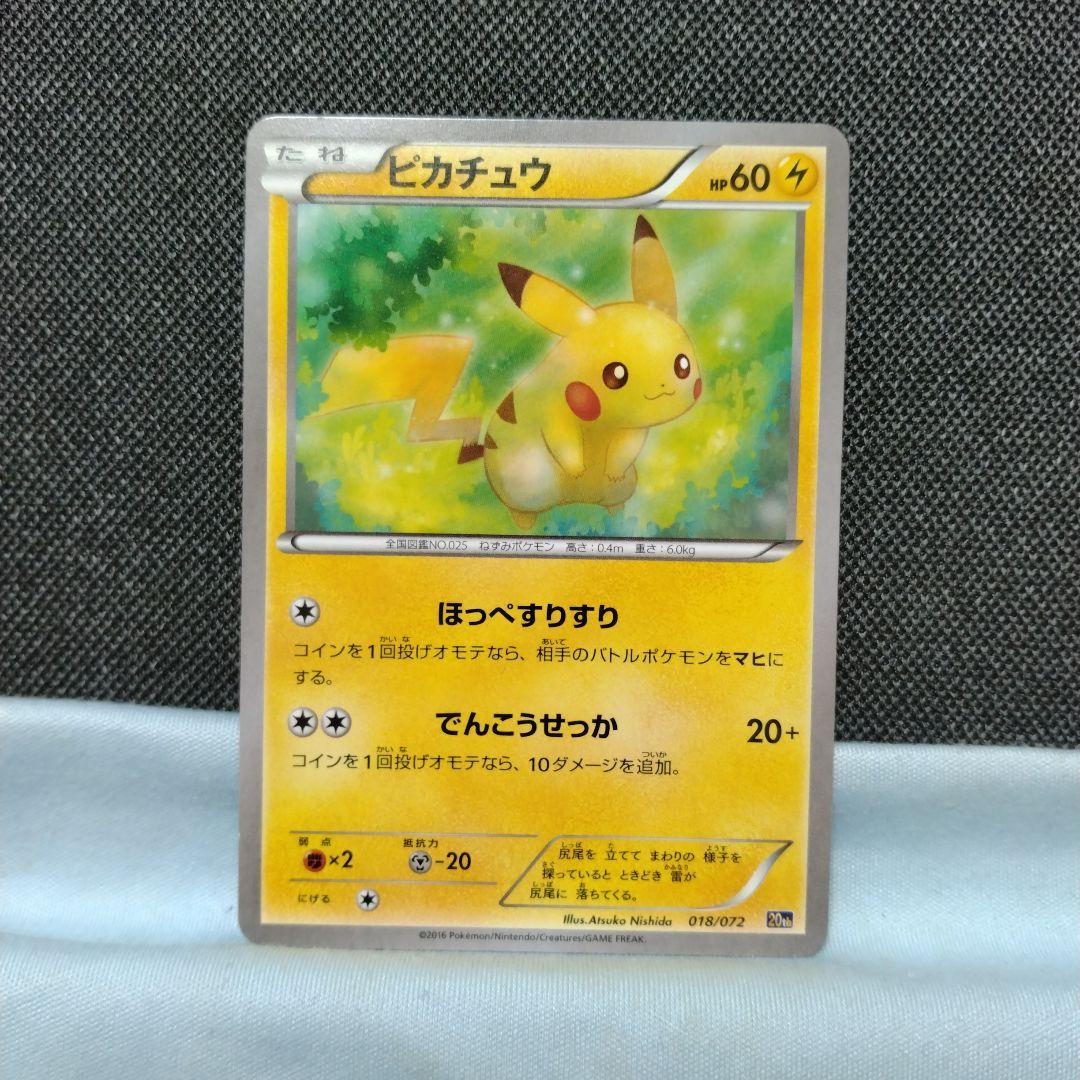 たね ピカチュウ HP60
全国図鑑NO.025 ねずみポケモン 高さ:0.4m 重さ:6.0kg
ほっぺすりすり
コインを1回投げオモテなら、相手のバトルポケモンをマヒに
する。
でんこうせっか 20+
コインを1回投げオモテなら、10ダメージを追加。
弱点 抵抗力
×2 -20
にげる
尻尾を 立てて まわりの 様子を
探っていると ときどき 雷が
尻尾に 落ちてくる。
Illus.Atsuko Nishida 018/072 20th
©2016 Pokémon/Nintendo/Creatures/GAME FREAK.